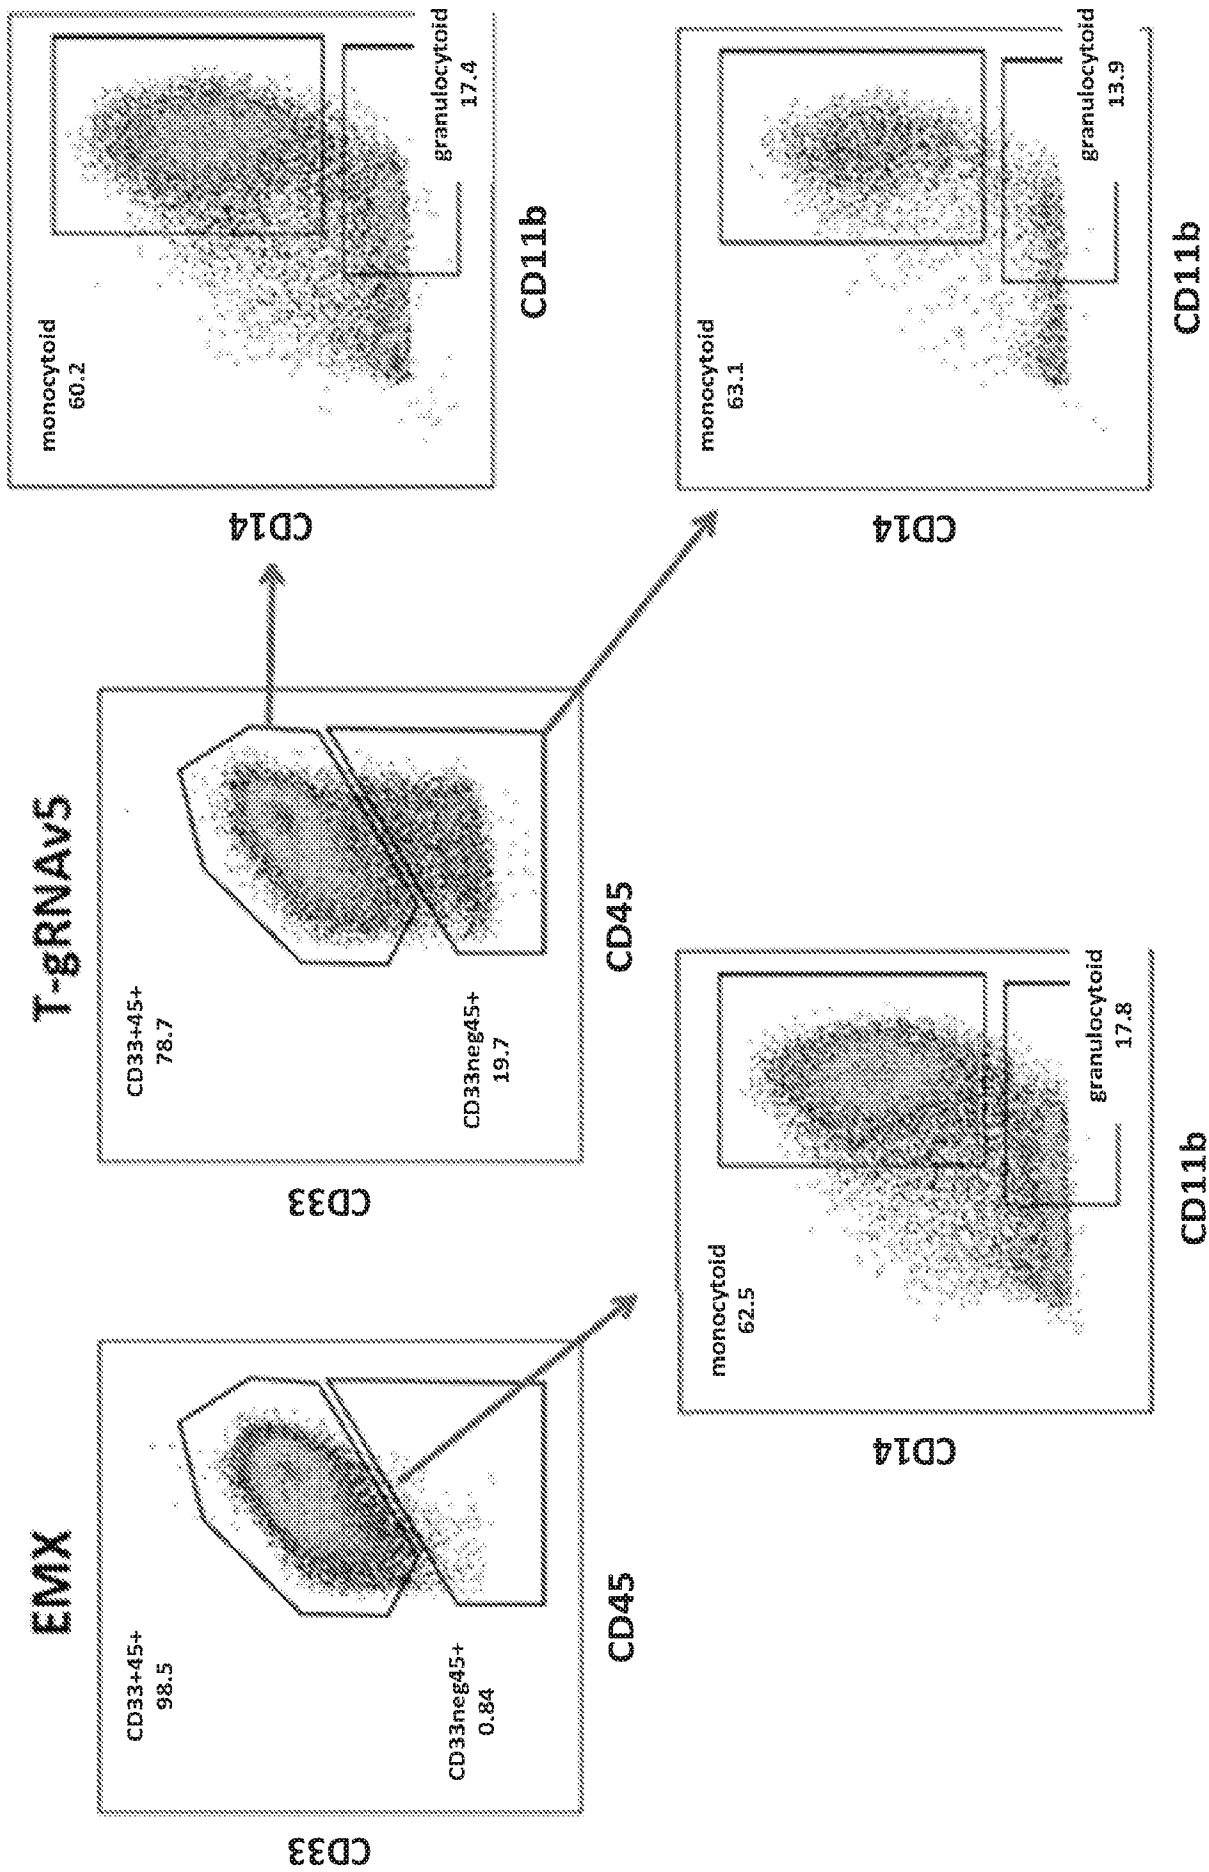 EMX
CD33+45+
98.5
CD33neg45+
0.84
CD33
CD45
T-gRNAv5
CD33+45+
78.7
CD33neg45+
19.7
CD33
CD45
monocytoid
60.2
granulocytoid
17.4
CD14
CD11b
monocytoid
62.5
granulocytoid
17.8
CD14
CD11b
monocytoid
63.1
granulocytoid
13.9
CD14
CD11b